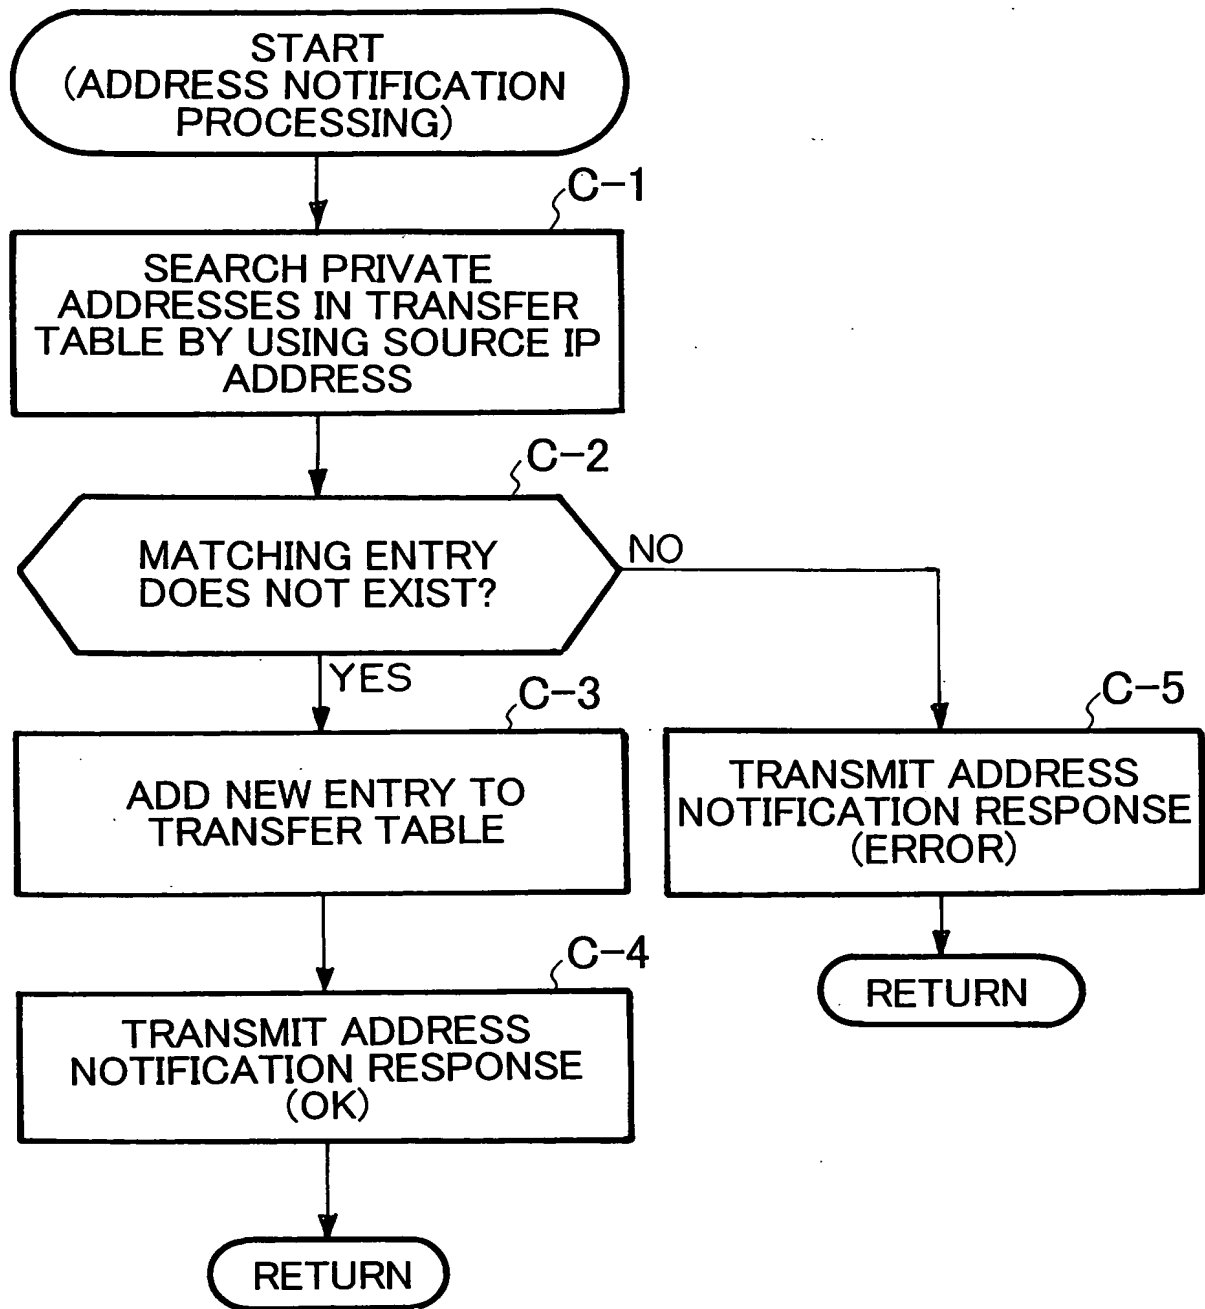 START
(ADDRESS NOTIFICATION
PROCESSING)
C-1
SEARCH PRIVATE
ADDRESSES IN TRANSFER
TABLE BY USING SOURCE IP
ADDRESS
C-2
MATCHING ENTRY
DOES NOT EXIST?
NO
YES
C-3
ADD NEW ENTRY TO
TRANSFER TABLE
C-5
TRANSMIT ADDRESS
NOTIFICATION RESPONSE
(ERROR)
RETURN
C-4
TRANSMIT ADDRESS
NOTIFICATION RESPONSE
(OK)
RETURN